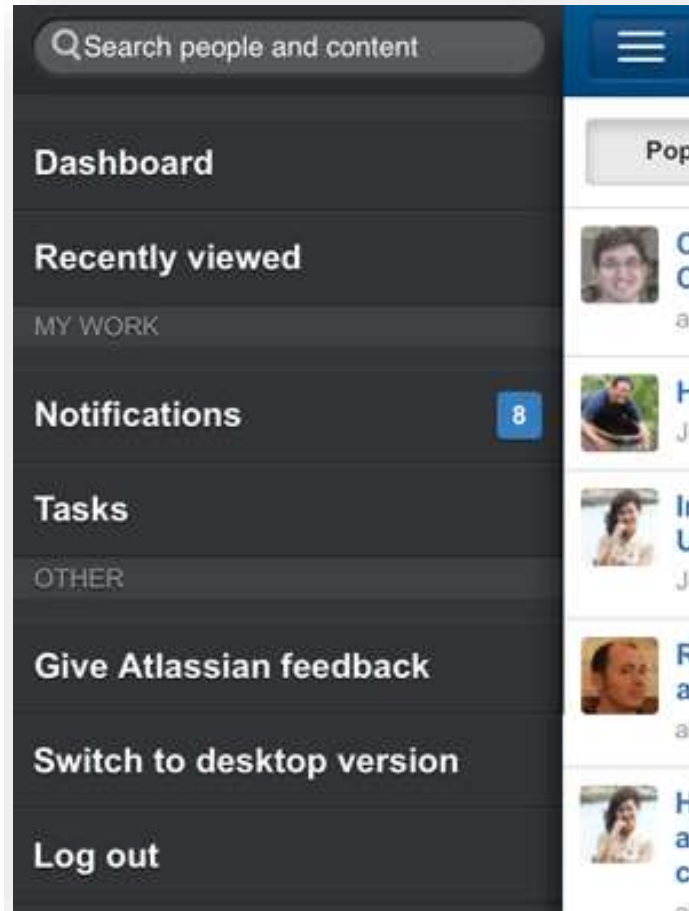 Search people and content
Dashboard
Recently viewed
MY WORK
Notifications
8
Tasks
OTHER
Give Atlassian feedback
Switch to desktop version
Log out
Pop
H
J
J
a
H
a
c